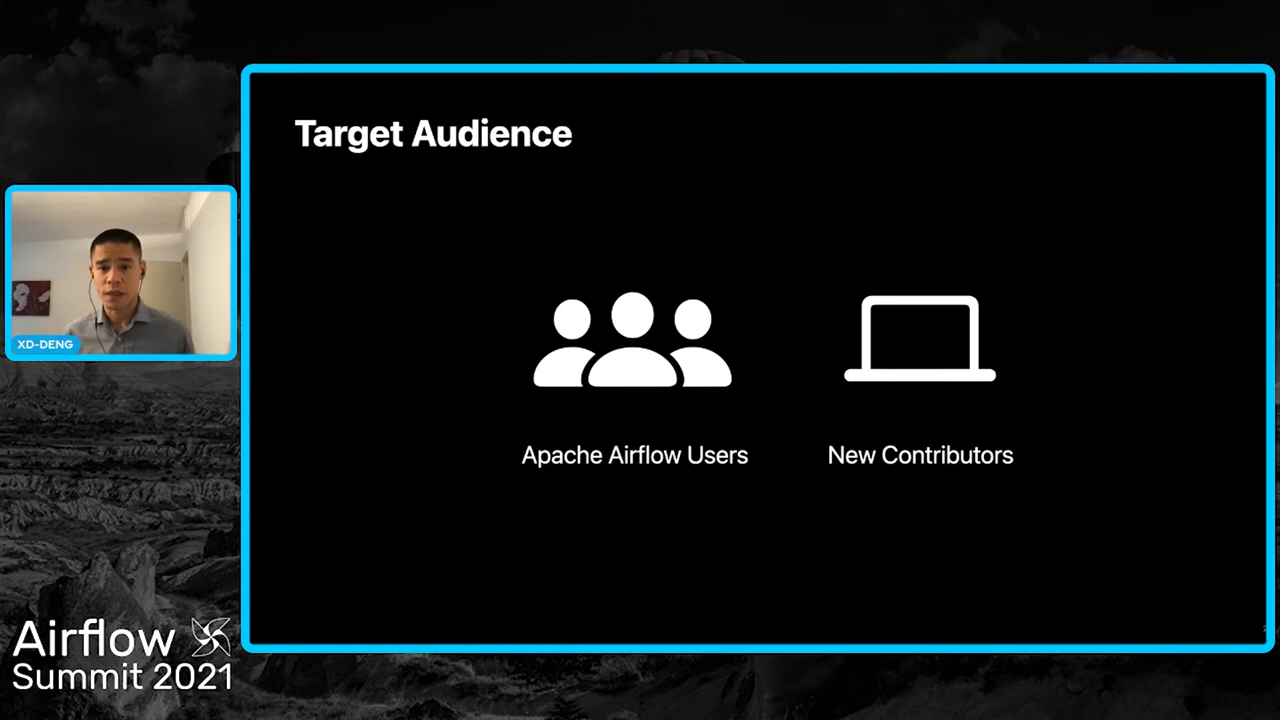 Target Audience
XD-DENG
Apache Airflow Users
New Contributors
Airflow
Summit 2021